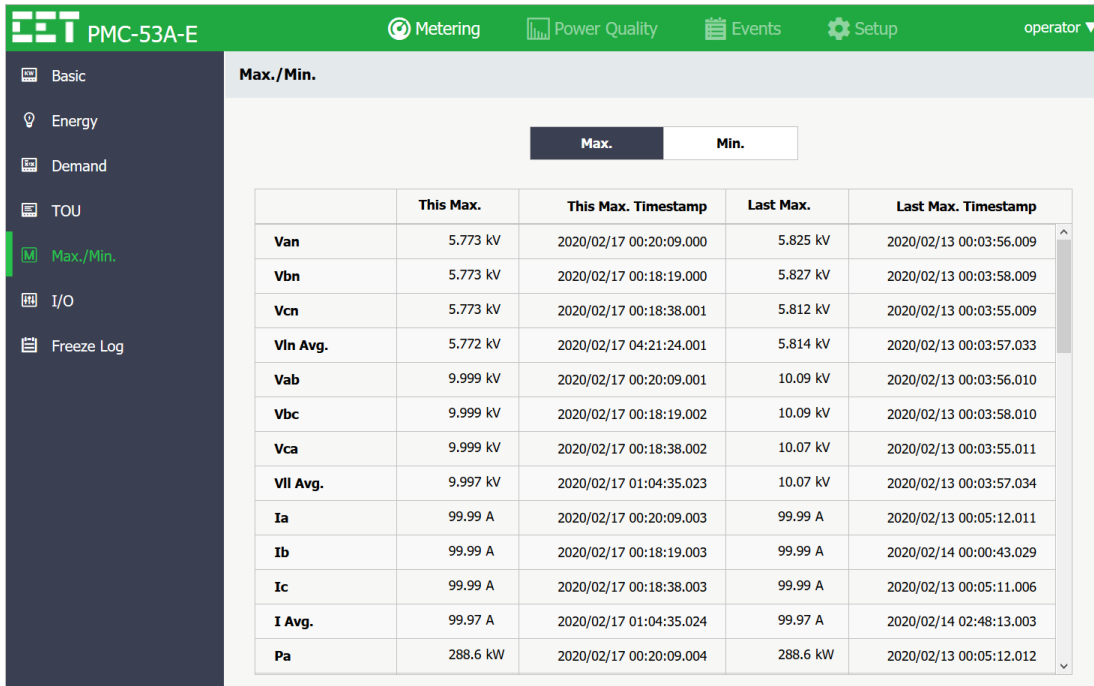 CET PMC-53A-E Metering Power Quality Events Setup operator ▼
Basic
Energy
Demand
TOU
Max./Min.
I/O
Freeze Log
Max./Min.
Max. Min.
This Max. This Max. Timestamp Last Max. Last Max. Timestamp
Van 5.773 kV 2020/02/17 00:20:09.000 5.825 kV 2020/02/13 00:03:56.009
Vbn 5.773 kV 2020/02/17 00:18:19.000 5.827 kV 2020/02/13 00:03:58.009
Vcn 5.773 kV 2020/02/17 00:18:38.001 5.812 kV 2020/02/13 00:03:55.009
Vln Avg. 5.772 kV 2020/02/17 04:21:24.001 5.814 kV 2020/02/13 00:03:57.033
Vab 9.999 kV 2020/02/17 00:20:09.001 10.09 kV 2020/02/13 00:03:56.010
Vbc 9.999 kV 2020/02/17 00:18:19.002 10.09 kV 2020/02/13 00:03:58.010
Vca 9.999 kV 2020/02/17 00:18:38.002 10.07 kV 2020/02/13 00:03:55.011
Vll Avg. 9.997 kV 2020/02/17 01:04:35.023 10.07 kV 2020/02/13 00:03:57.034
Ia 99.99 A 2020/02/17 00:20:09.003 99.99 A 2020/02/13 00:05:12.011
Ib 99.99 A 2020/02/17 00:18:19.003 99.99 A 2020/02/14 00:00:43.029
Ic 99.99 A 2020/02/17 00:18:38.003 99.99 A 2020/02/13 00:05:11.006
I Avg. 99.97 A 2020/02/17 01:04:35.024 99.97 A 2020/02/14 02:48:13.003
Pa 288.6 kW 2020/02/17 00:20:09.004 288.6 kW 2020/02/13 00:05:12.012